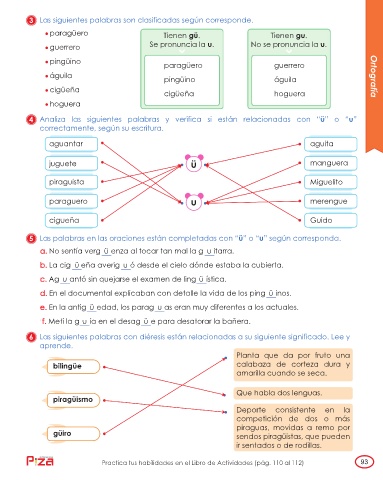 3 Las siguientes palabras son clasificadas según corresponde.
• paragüero
• guerrero
• pingüino
• águila
• cigüeña
• hoguera
Tienen gü.
Se pronuncia la u.
paragüero
pingüino
cigüeña
Tienen gu.
No se pronuncia la u.
guerrero
águila
hoguera
Ortografía
4 Analiza las siguientes palabras y verifica si están relacionadas con "ü" o "u"
correctamente, según su escritura.
aguantar
juguete
piraguista
paraguero
cigueña
ü
u
aguita
manguera
Miguelito
merengue
Guido
5 Las palabras en las oraciones están completadas con "ü" o "u" según corresponda.
a. No sentía verg ü enza al tocar tan mal la g u itarra.
b. La cig ü eña averig u ó desde el cielo dónde estaba la cubierta.
c. Ag u antó sin quejarse el examen de ling ü ística.
d. En el documental explicaban con detalle la vida de los ping ü inos.
e. En la antig ü edad, los parag u as eran muy diferentes a los actuales.
f. Metí la g u ía en el desag ü e para desatorar la bañera.
6 Las siguientes palabras con diéresis están relacionadas a su siguiente significado. Lee y
aprende.
bilingüe
piragüismo
güiro
Planta que da por fruto una
calabaza de corteza dura y
amarilla cuando se seca.
Que habla dos lenguas.
Deporte consistente en la
competición de dos o más
piraguas, movidas a remo por
sendos piragüistas, que pueden
ir sentados o de rodillas.
Practica tus habilidades en el Libro de Actividades (pág. 110 al 112)
93